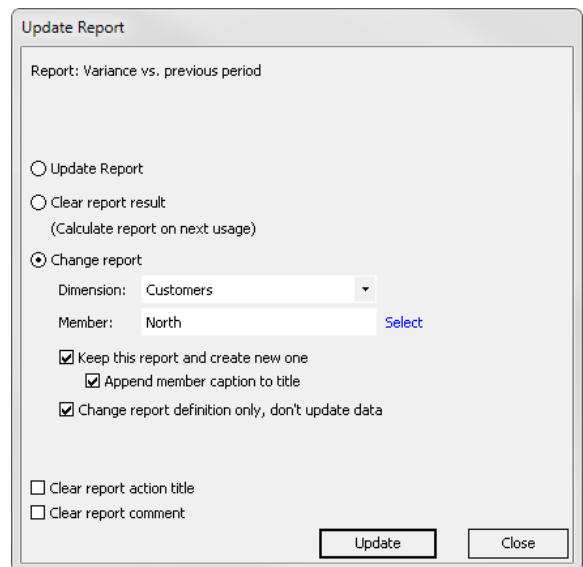 Update Report
Report: Variance vs. previous period
Update Report
Clear report result
(Calculate report on next usage)
Change report
Dimension: Customers
Member: North Select
Keep this report and create new one
Append member caption to title
Change report definition only, don't update data
Clear report action title
Clear report comment
Update Close